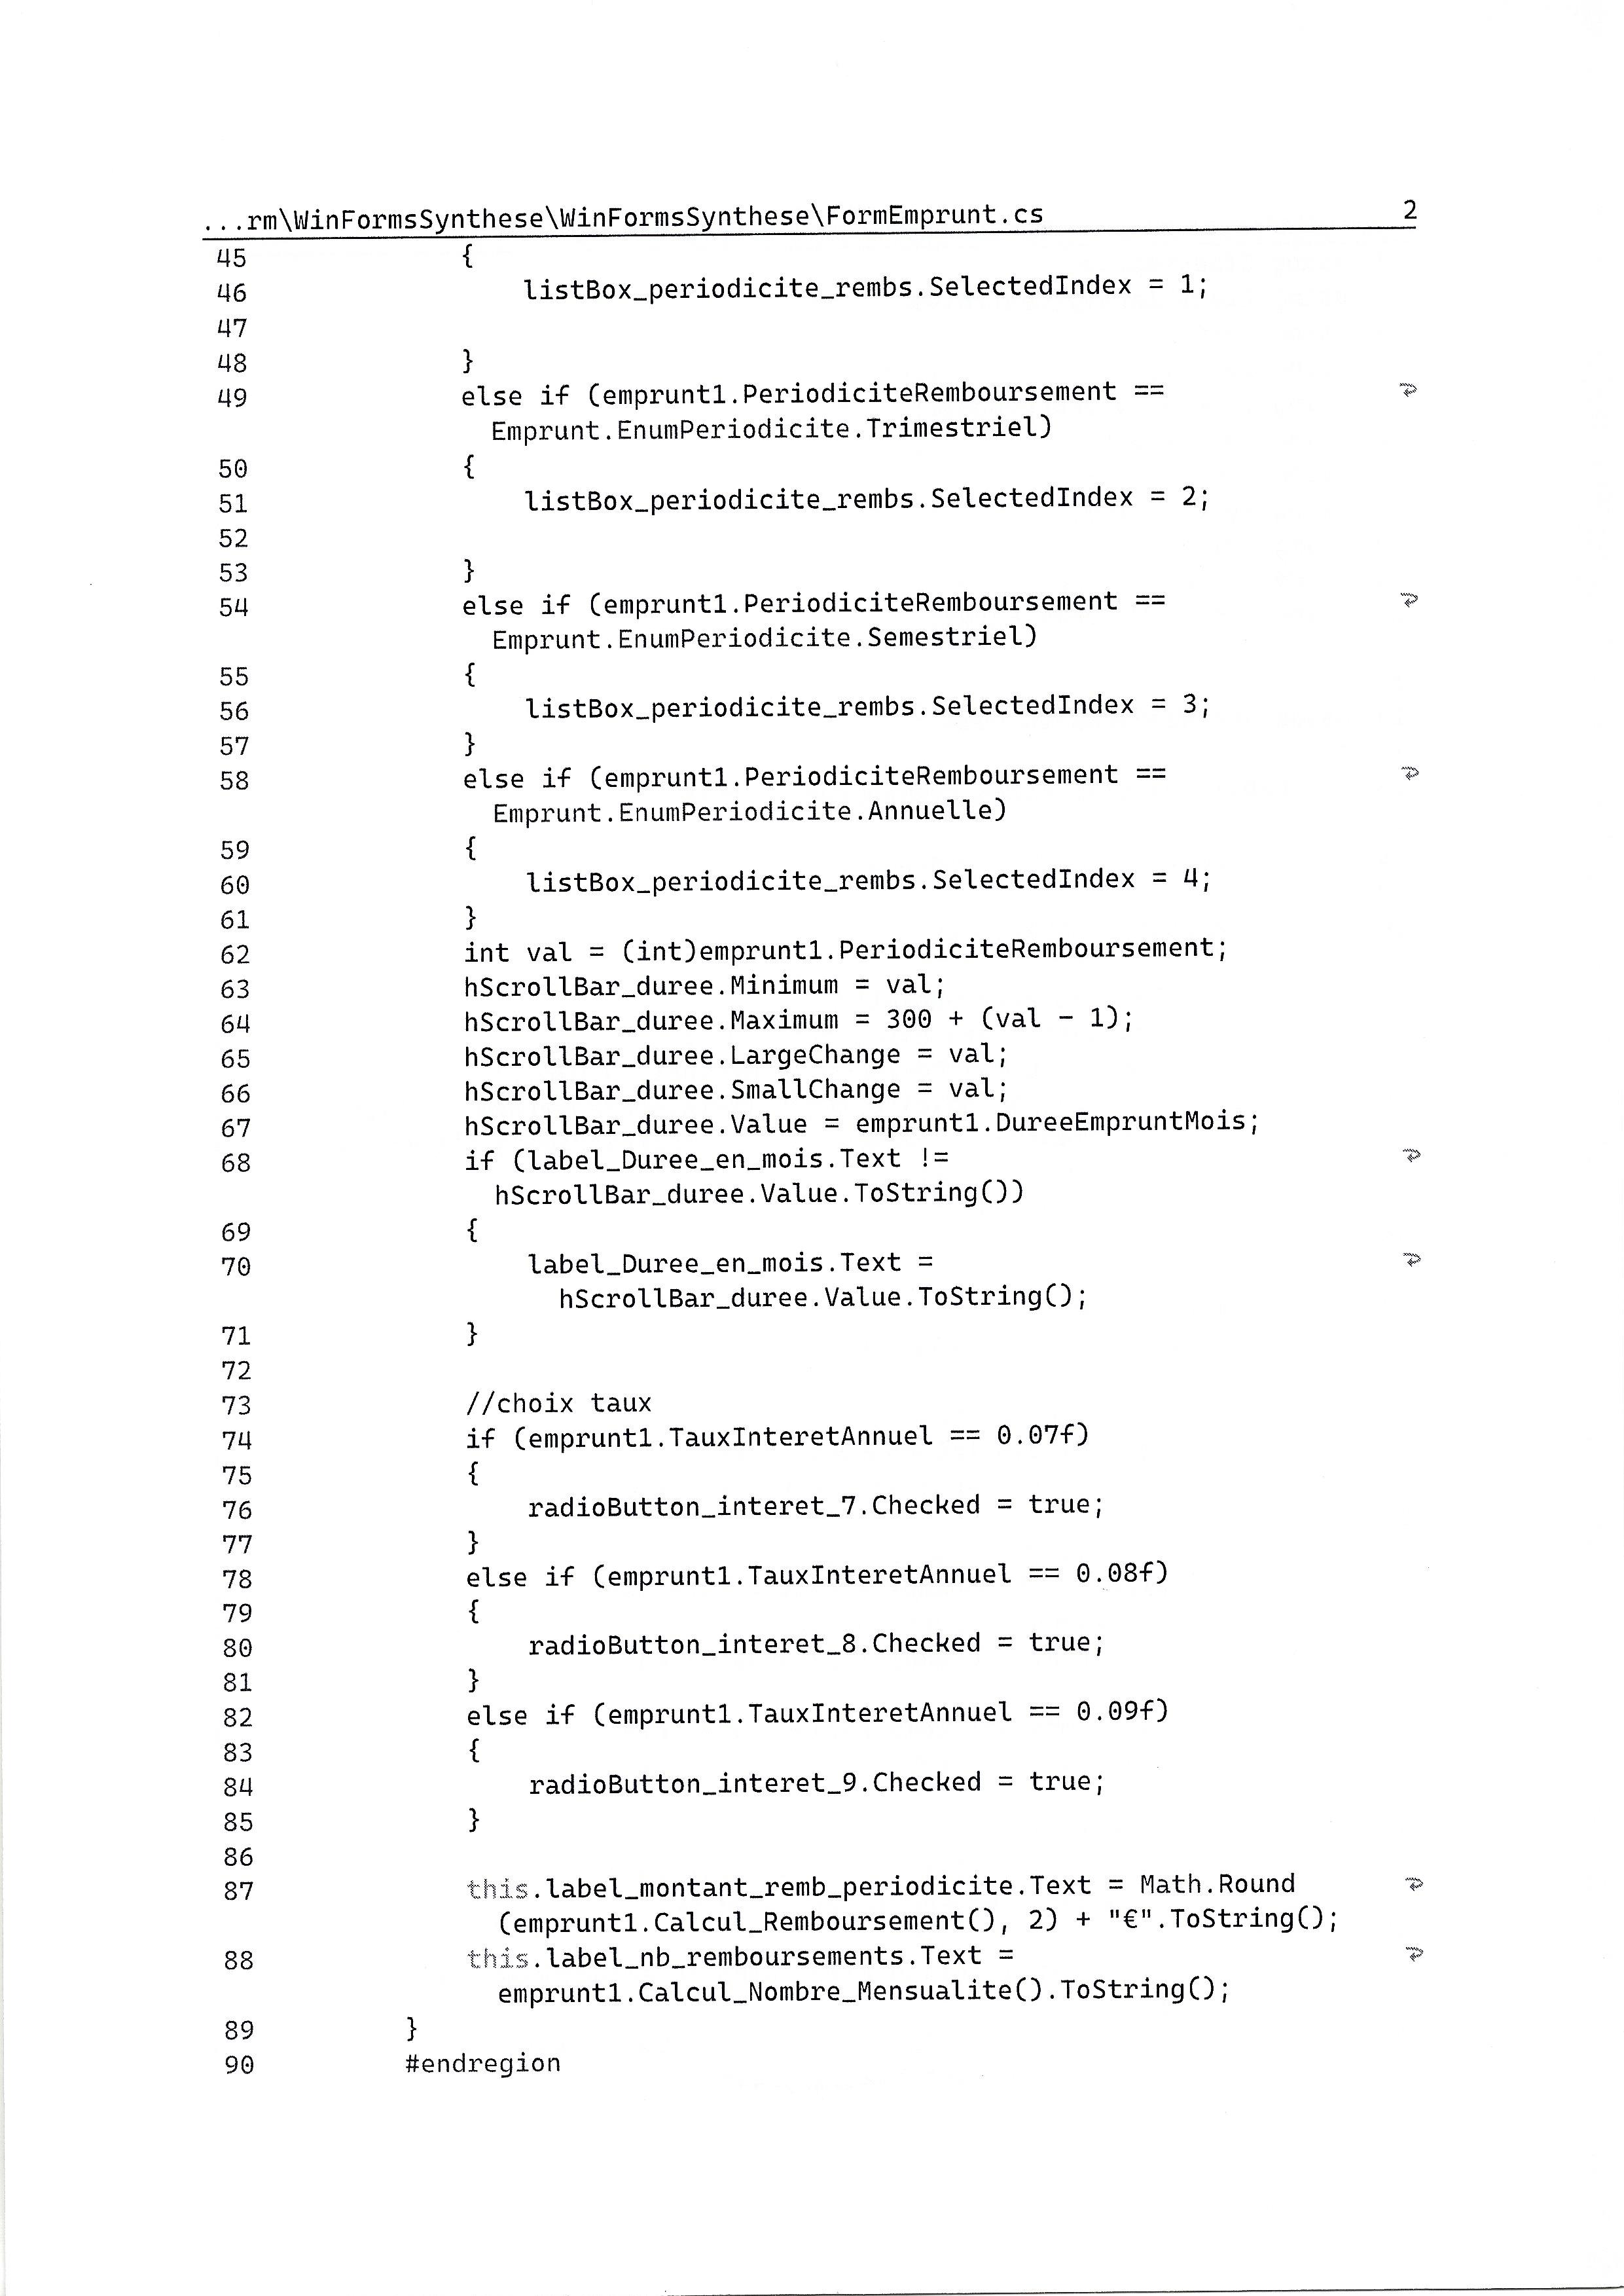 ...rm\WinFormsSynthese\WinFormsSynthese\FormEmprunt.cs 2
45 {
46 listBox_periodicite_rembs.SelectedIndex = 1;
47
48 }
49 else if (emprunt1.PeriodiciteRemboursement ==
Emprunt.EnumPeriodicite.Trimestriel)
50 {
51 listBox_periodicite_rembs.SelectedIndex = 2;
52
53 }
54 else if (emprunt1.PeriodiciteRemboursement ==
Emprunt.EnumPeriodicite.Semestriel)
55 {
56 listBox_periodicite_rembs.SelectedIndex = 3;
57 }
58 else if (emprunt1.PeriodiciteRemboursement ==
Emprunt.EnumPeriodicite.Annuelle)
59 {
60 listBox_periodicite_rembs.SelectedIndex = 4;
61 }
62 int val = (int)emprunt1.PeriodiciteRemboursement;
63 hScrollBar_duree.Minimum = val;
64 hScrollBar_duree.Maximum = 300 + (val - 1);
65 hScrollBar_duree.LargeChange = val;
66 hScrollBar_duree.SmallChange = val;
67 hScrollBar_duree.Value = emprunt1.DureeEmpruntMois;
68 if (label_Duree_en_mois.Text !=
hScrollBar_duree.Value.ToString())
69 {
70 label_Duree_en_mois.Text =
hScrollBar_duree.Value.ToString();
71 }
72
73 //choix taux
74 if (emprunt1.TauxInteretAnnuel == 0.07f)
75 {
76 radioButton_interet_7.Checked = true;
77 }
78 else if (emprunt1.TauxInteretAnnuel == 0.08f)
79 {
80 radioButton_interet_8.Checked = true;
81 }
82 else if (emprunt1.TauxInteretAnnuel == 0.09f)
83 {
84 radioButton_interet_9.Checked = true;
85 }
86
87 this.label_montant_remb_periodicite.Text = Math.Round
(emprunt1.Calcul_Remboursement(), 2) + "€".ToString();
88 this.label_nb_remboursements.Text =
emprunt1.Calcul_Nombre_Mensualite().ToString();
89 }
90 #endregion